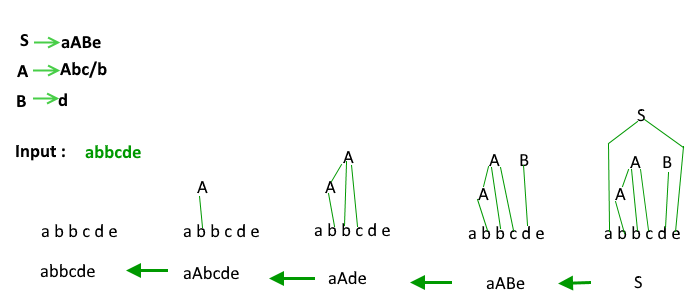 S → aABe
A → Abc/b
B → d
Input : abbcde
a b b c d e
A
a b b c d e
A
A
a b b c d e
A B
A
a b b c d e
S
A B
A
a b b c d e
abbcde ← aAbcde ← aAde ← aABe ← S